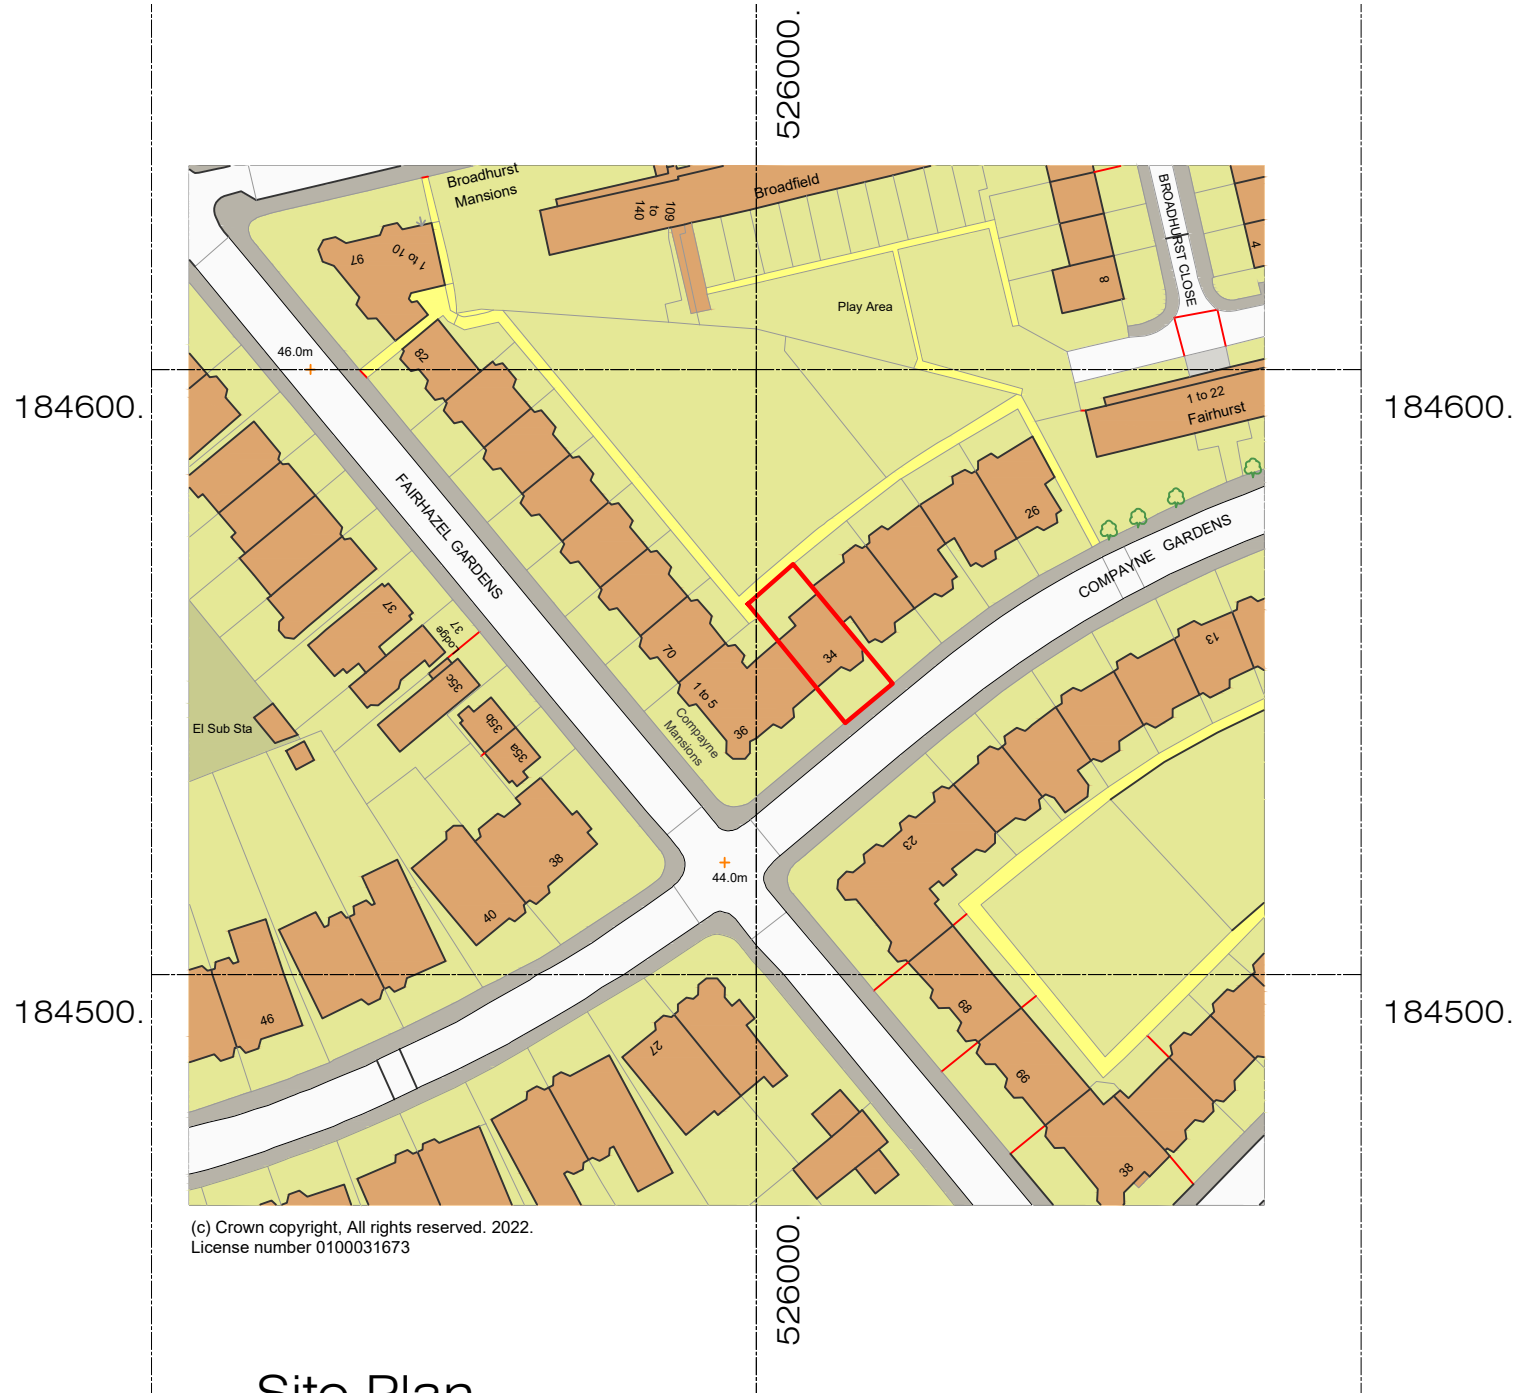 526000.
Broadhurst
Mansions
Broadfield
109
to
140
BROADHURST CLOSE
4
8
97
1 to 10
Play Area
46.0m
82
184600.
184600.
1 to 22
Fairhurst
FAIRHAZEL GARDENS
26
COMPAYNE GARDENS
37
37
Lodge
35c
70
34
13
1 to 5
Compayne
Mansions
36
35b
35a
El Sub Sta
23
38
44.0m
40
184500.
184500.
46
68
27
66
38
(c) Crown copyright, All rights reserved. 2022.
License number 0100031673
526000.
Site Plan